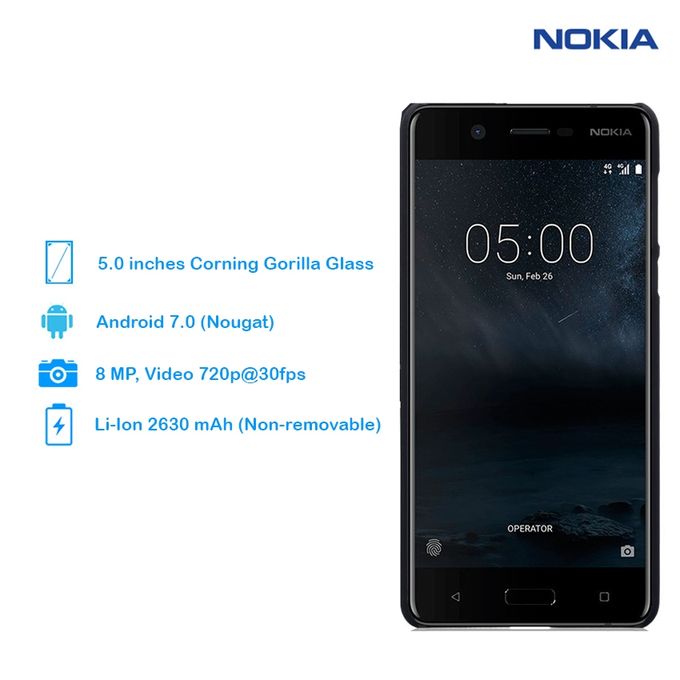 NOKIA
5.0 inches Corning Gorilla Glass
Android 7.0 (Nougat)
8 MP, Video 720p@30fps
Li-Ion 2630 mAh (Non-removable)
NOKIA
4G 4G
05:00
Sun, Feb 26
OPERATOR